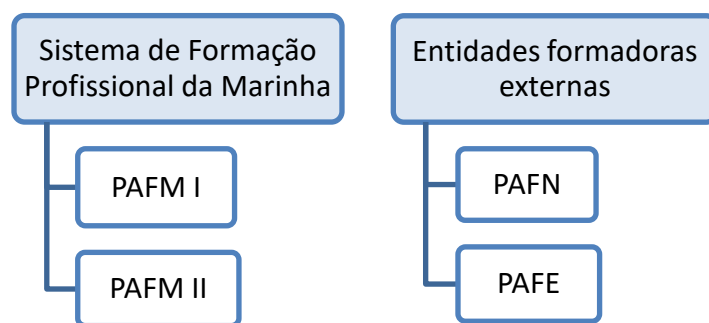 Sistema de Formação
Profissional da Marinha
PAFM I
PAFM II
Entidades formadoras
externas
PAFN
PAFE